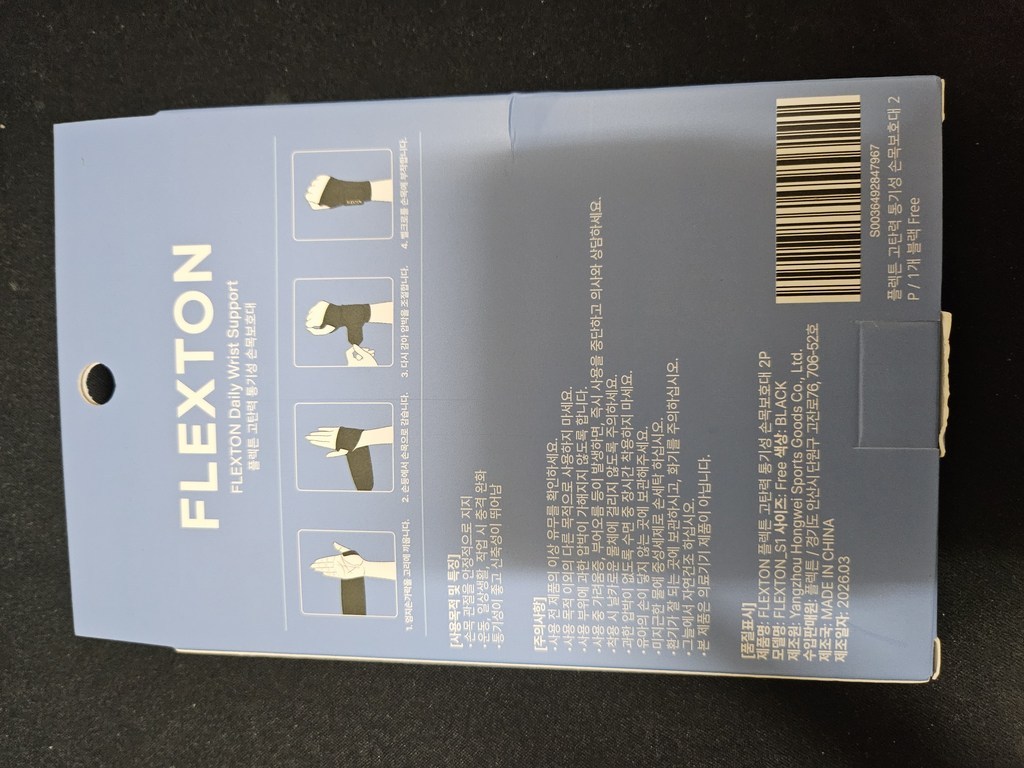 FLEXTON
FLEXTON Daily Wrist Support
플렉튼 고탄력 통기성 손목보호대
1. 엄지손가락을 고리에 끼웁니다.
2. 손등에서 손목으로 감습니다.
3. 다시 감아 압박을 조절합니다.
4. 벨크로를 손목에 부착합니다.
[사용목적 및 특징]
·손목 관절을 안정적으로 지지
·운동, 일상생활, 작업 시 충격 완화
·통기성이 좋고 신축성이 뛰어남
[주의사항]
·사용 전 제품의 이상 유무를 확인하세요.
·사용 목적 이외의 다른 목적으로 사용하지 마세요.
·사용 부위에 과한 압박이 가해지지 않도록 합니다.
·사용 중 가려움증, 부어오름 등이 발생하면, 즉시 사용을 중단하고 의사와 상담하세요.
·착용 시 날카로운 물체에 걸리지 않도록 주의하세요.
·과한 압박이 없도록 수면 중 장시간 착용하지 마세요.
·유아의 손이 닿지 않는 곳에 보관해주세요.
·미지근한 물에 중성세제로 손세탁 하십시오.
·환기가 잘 되는 곳에 보관하시고, 화기를 주의하십시오.
·그늘에서 자연건조 하십시오.
·본 제품은 의료기기 제품이 아닙니다.
[품질표시]
제품명: FLEXTON 플렉튼 고탄력 통기성 손목보호대 2P
모델명: FLEXTON_S1 사이즈: Free 색상: BLACK
제조원: Yangzhou Hongwei Sports Goods Co., Ltd.
수입판매원: 플렉튼 / 경기도 안산시 단원구 고잔로76, 706-52호
제조국: MADE IN CHINA
제조일자: 2026.03
S0036492847967
플렉튼 고탄력 통기성 손목보호대 2
P / 1개 블랙 Free